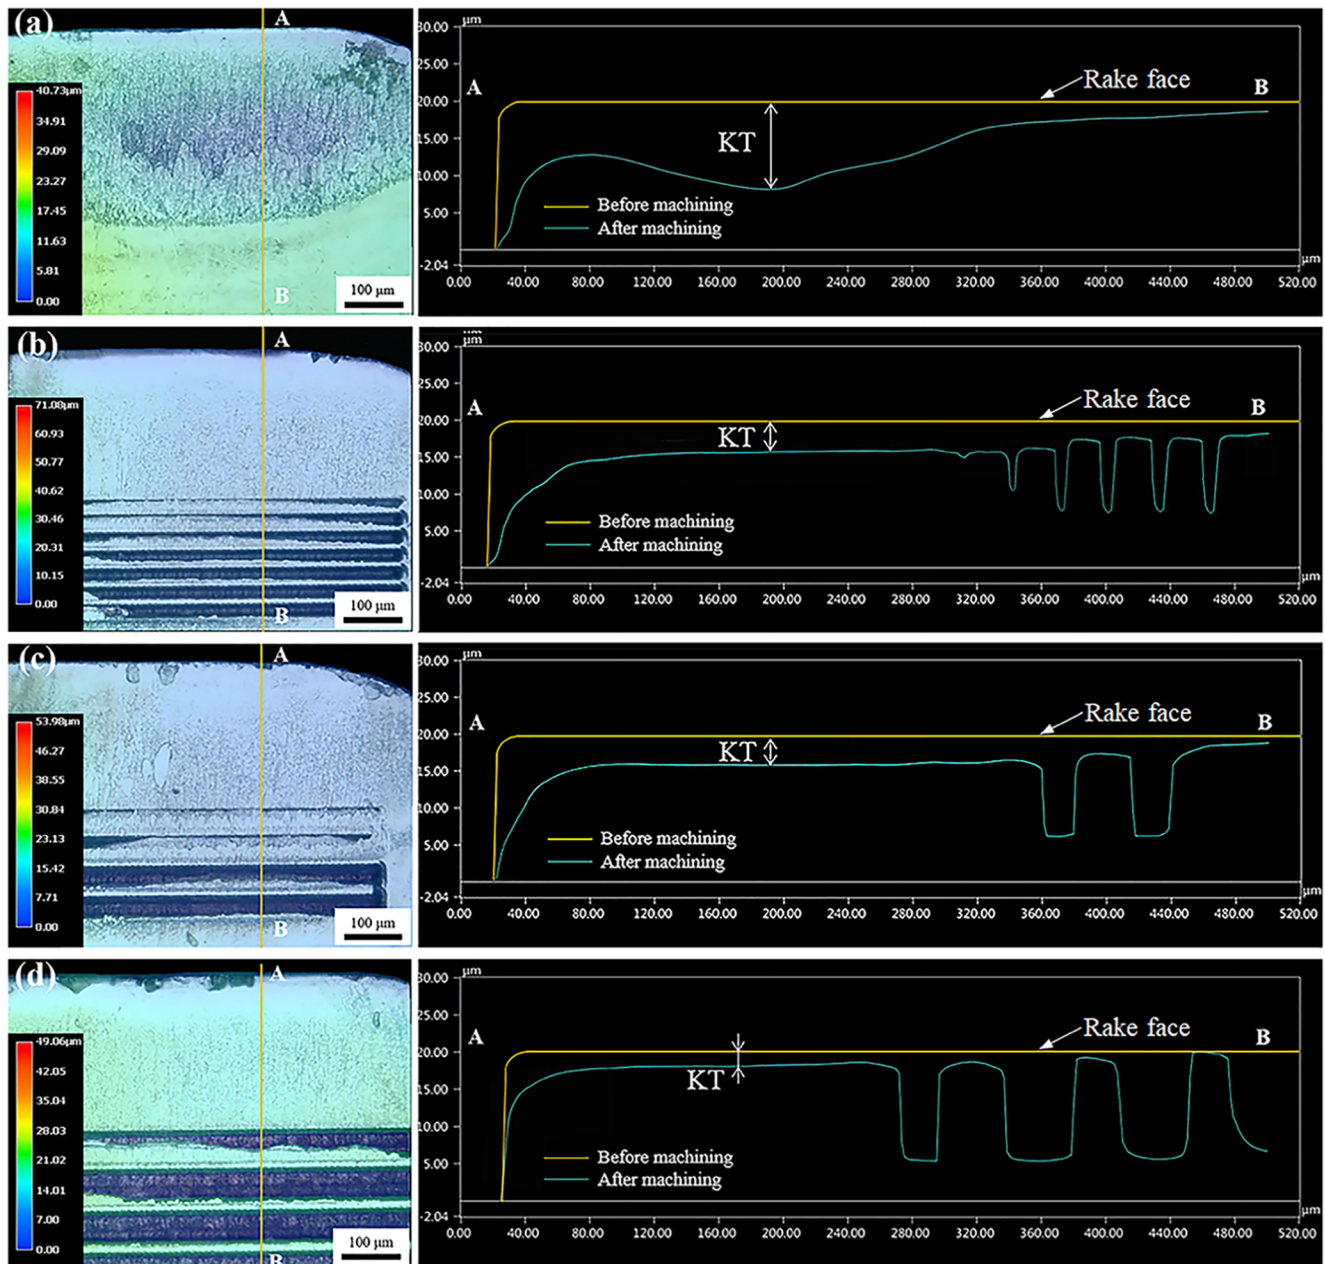 (a)
A
B
40.73μm
34.91
29.09
23.27
17.45
11.63
5.81
0.00
100 μm
μm
30.00
25.00
20.00
15.00
10.00
5.00
-2.04
A
B
Rake face
KT
Before machining
After machining
μm
0.00 40.00 80.00 120.00 160.00 200.00 240.00 280.00 320.00 360.00 400.00 440.00 480.00 520.00
(b)
A
B
71.08μm
60.93
50.77
40.62
30.46
20.31
10.15
0.00
100 μm
μm
30.00
25.00
20.00
15.00
10.00
5.00
-2.04
A
B
Rake face
KT
Before machining
After machining
μm
0.00 40.00 80.00 120.00 160.00 200.00 240.00 280.00 320.00 360.00 400.00 440.00 480.00 520.00
(c)
A
B
53.98μm
46.27
38.55
30.84
23.13
15.42
7.71
0.00
100 μm
μm
30.00
25.00
20.00
15.00
10.00
5.00
-2.04
A
B
Rake face
KT
Before machining
After machining
μm
0.00 40.00 80.00 120.00 160.00 200.00 240.00 280.00 320.00 360.00 400.00 440.00 480.00 520.00
(d)
A
B
49.06μm
42.05
35.04
28.03
21.02
14.01
7.00
0.00
100 μm
μm
30.00
25.00
20.00
15.00
10.00
5.00
-2.04
A
B
Rake face
KT
Before machining
After machining
μm
0.00 40.00 80.00 120.00 160.00 200.00 240.00 280.00 320.00 360.00 400.00 440.00 480.00 520.00